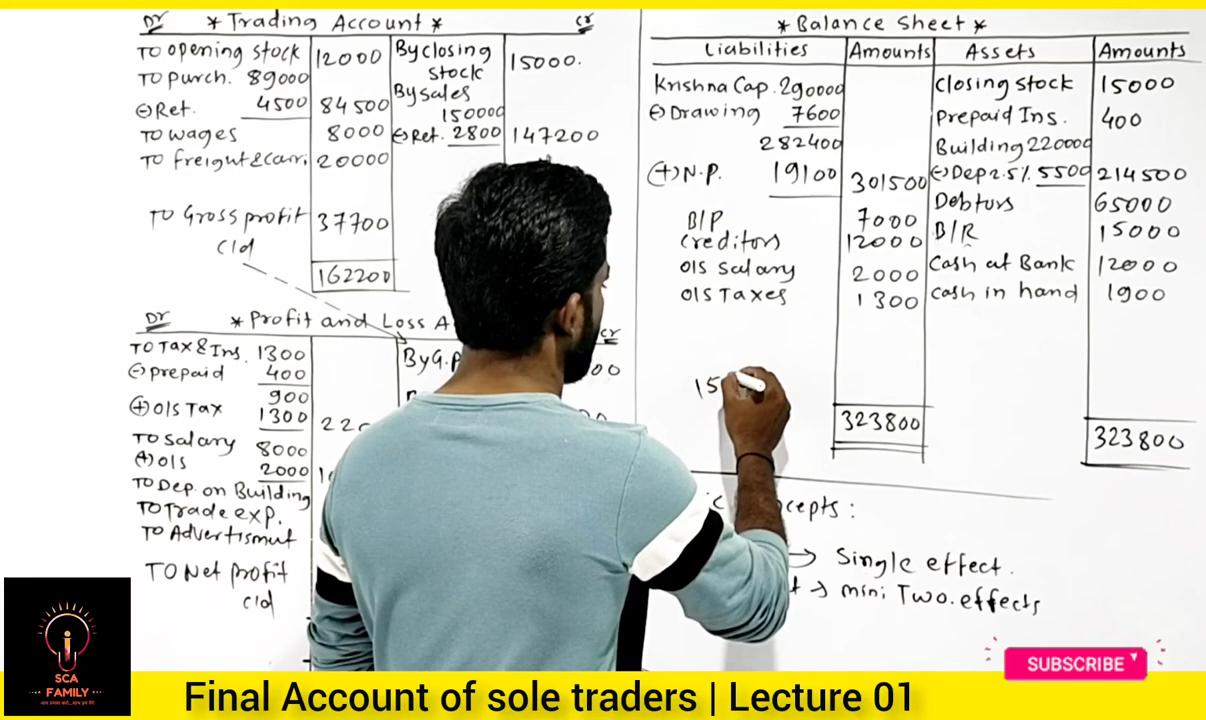 Dr * Trading Account * Cr
To opening stock 12000 By closing stock 15000.
To purch. 89000
(-) Ret. 4500 84500 By sales 150000
To wages 8000 (-) Ret. 2800 147200
To freight & carri. 20000
To Gross profit c/d 37700
162200
Dr * Profit and Loss A Cr
To Tax & Ins. 1300 By G.P
(-) prepaid 400
900
(+) O/S Tax 1300
To Salary 8000
(+) O/S 2000
To Dep. on Building
To Trade exp.
To Advertisment
To Net profit c/d
* Balance Sheet *
Liabilities Amounts Assets Amounts
Krishna Cap. 290000 Closing stock 15000
(-) Drawing 7600 Prepaid Ins. 400
282400 Building 220000
(+) N.P. 19100 301500 (-) Dep 2.5% 5500 214500
Debtors 65000
B/P 7000 B/R 15000
Creditors 12000
O/S Salary 2000 Cash at Bank 12000
O/S Taxes 1300 Cash in hand 1900
15
323800 323800
cepts :
→ Single effect.
→ mini Two. effects
SCA
FAMILY
SUBSCRIBE
Final Account of sole traders | Lecture 01